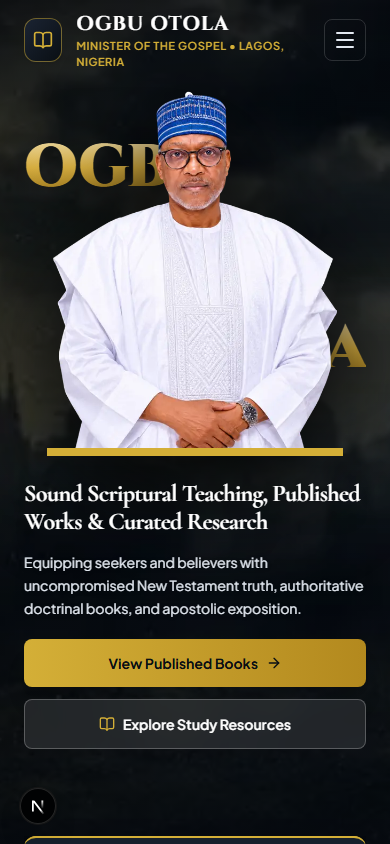 OGBU OTOLA
MINISTER OF THE GOSPEL • LAGOS,
NIGERIA
OGB
A
Sound Scriptural Teaching, Published
Works & Curated Research
Equipping seekers and believers with
uncompromised New Testament truth, authoritative
doctrinal books, and apostolic exposition.
View Published Books →
Explore Study Resources
N